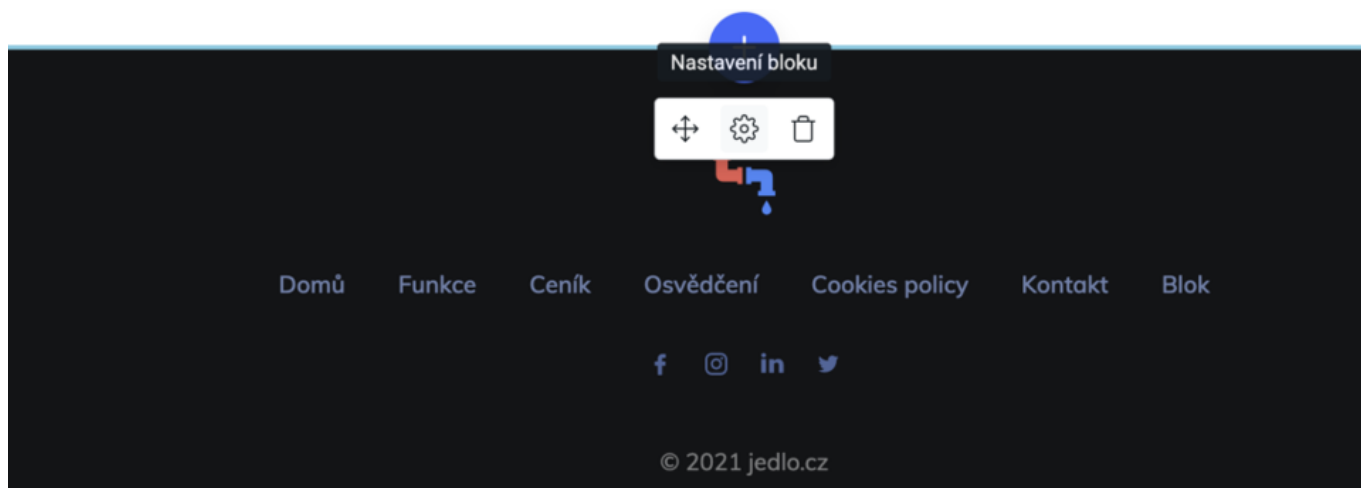 Nastavení bloku
Domů Funkce Ceník Osvědčení Cookies policy Kontakt Blok
© 2021 jedlo.cz